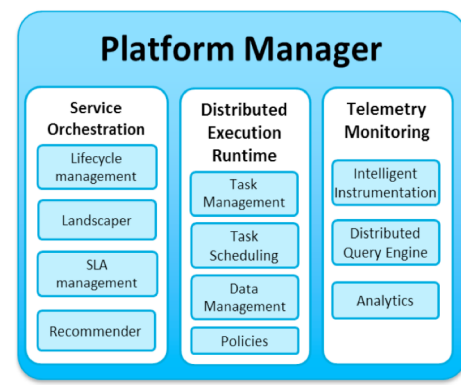 Platform Manager
Service
Orchestration
Lifecycle
management
Landscaper
SLA
management
Recommender
Distributed
Execution
Runtime
Task
Management
Task
Scheduling
Data
Management
Policies
Telemetry
Monitoring
Intelligent
Instrumentation
Distributed
Query Engine
Analytics